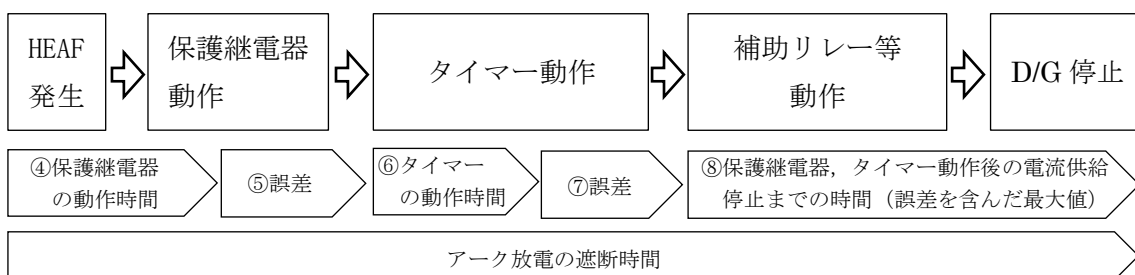 HEAF
発生
保護継電器
動作
タイマー動作
補助リレー等
動作
D/G 停止
④保護継電器
の動作時間
⑤誤差
⑥タイマー
の動作時間
⑦誤差
⑧保護継電器，タイマー動作後の電流供給
停止までの時間（誤差を含んだ最大値）
アーク放電の遮断時間